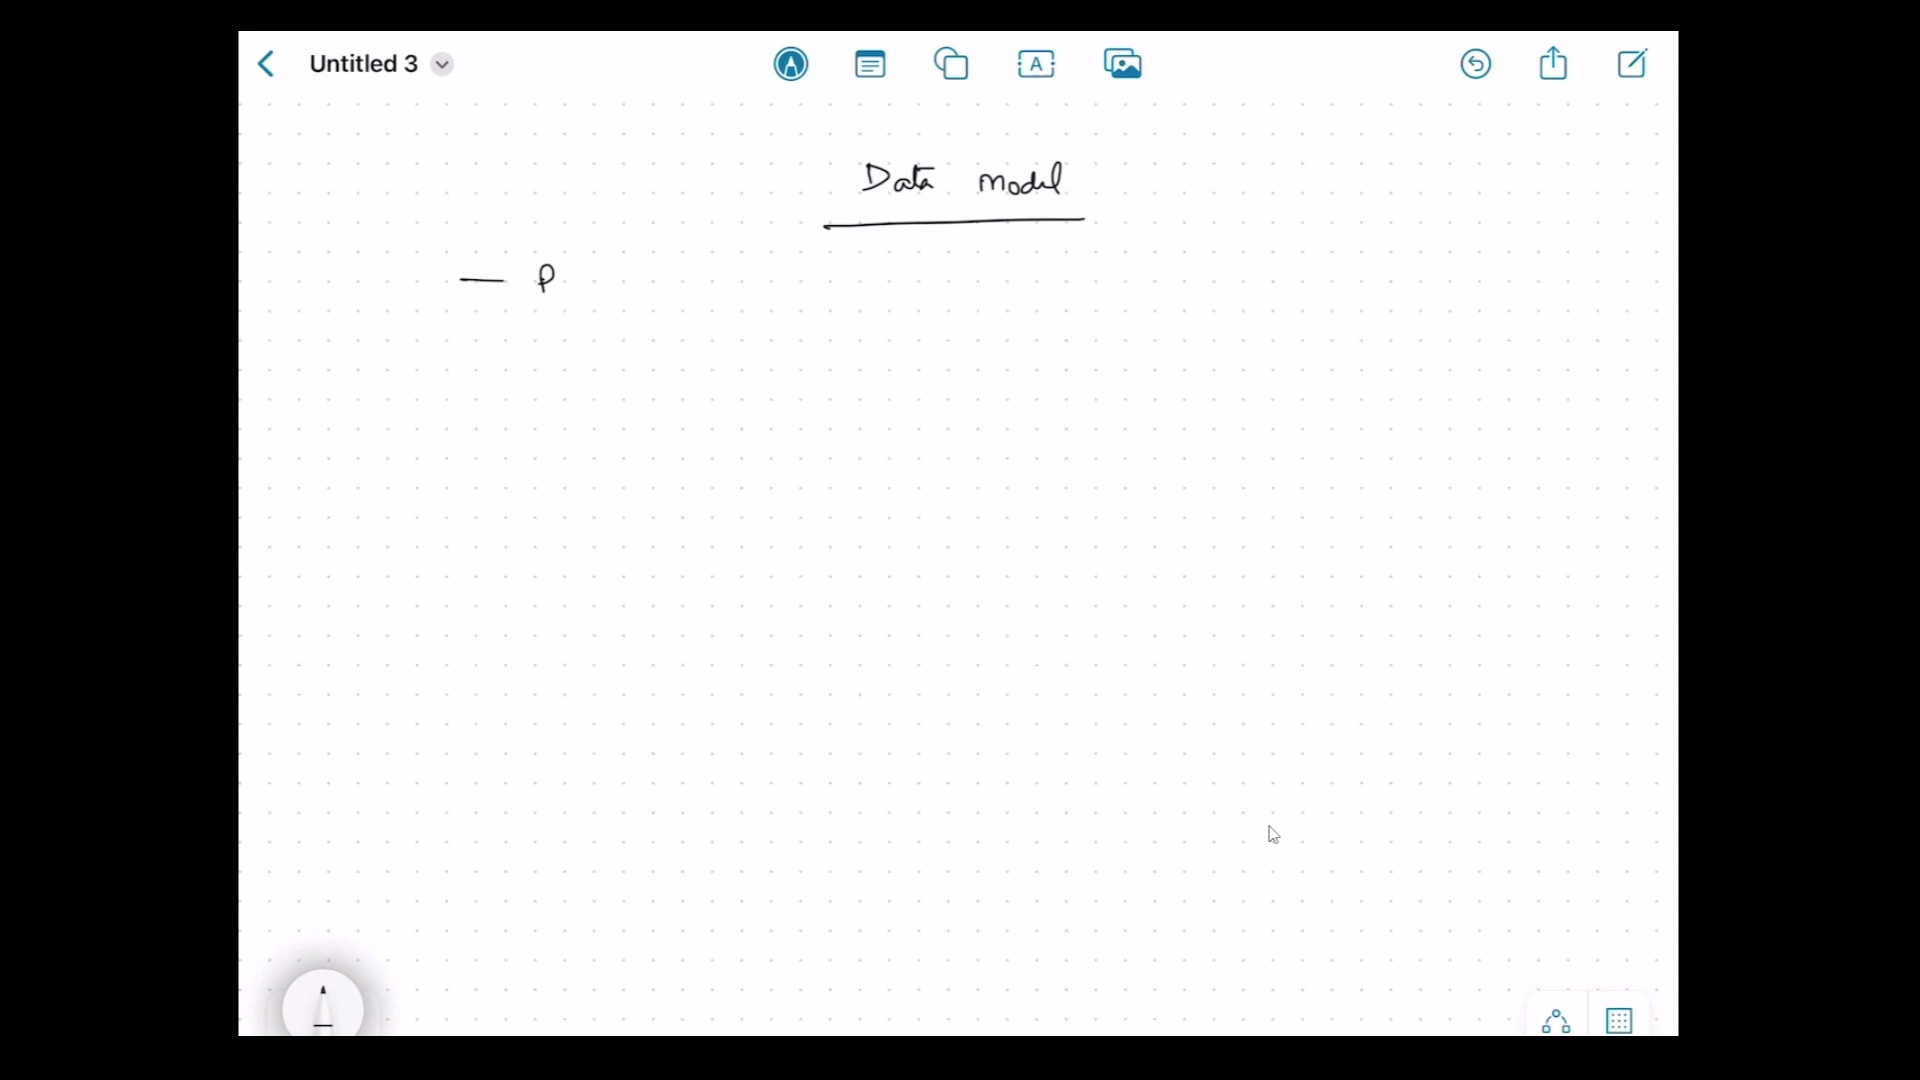 Untitled 3
A
Data Model
— P